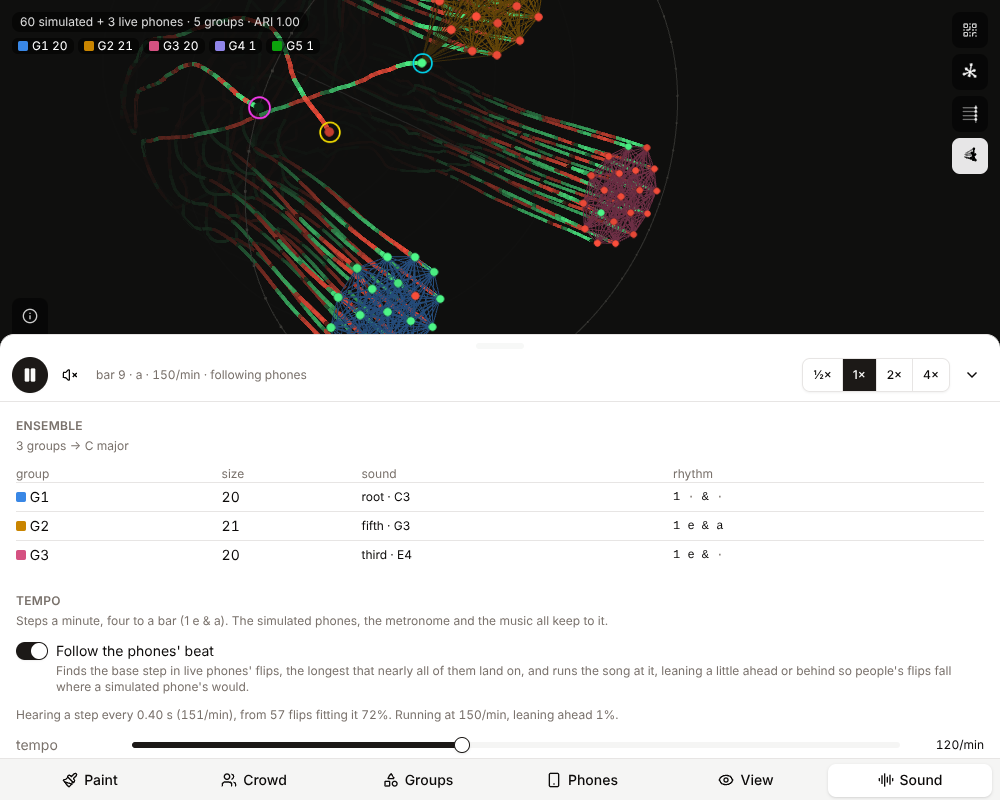 60 simulated + 3 live phones · 5 groups · ARI 1.00
G1 20 G2 21 G3 20 G4 1 G5 1
bar 9 · a · 150/min · following phones
½× 1× 2× 4×
ENSEMBLE
3 groups → C major
group size sound rhythm
G1 20 root · C3 1 · & ·
G2 21 fifth · G3 1 e & a
G3 20 third · E4 1 e & ·
TEMPO
Steps a minute, four to a bar (1 e & a). The simulated phones, the metronome and the music all keep to it.
Follow the phones' beat
Finds the base step in live phones' flips, the longest that nearly all of them land on, and runs the song at it, leaning a little ahead or behind so people's flips fall
where a simulated phone's would.
Hearing a step every 0.40 s (151/min), from 57 flips fitting it 72%. Running at 150/min, leaning ahead 1%.
tempo 120/min
Paint Crowd Groups Phones View Sound